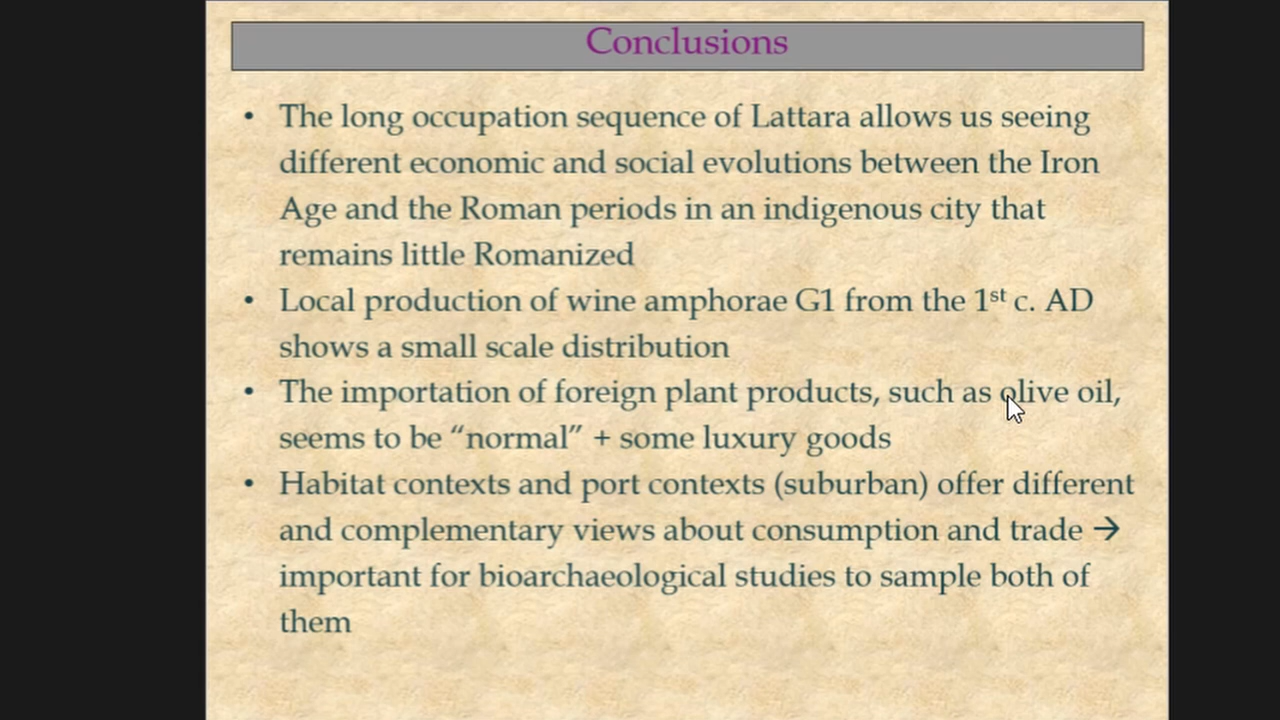 Conclusions
• The long occupation sequence of Lattara allows us seeing
different economic and social evolutions between the Iron
Age and the Roman periods in an indigenous city that
remains little Romanized
• Local production of wine amphorae G1 from the 1st c. AD
shows a small scale distribution
• The importation of foreign plant products, such as olive oil,
seems to be “normal” + some luxury goods
• Habitat contexts and port contexts (suburban) offer different
and complementary views about consumption and trade →
important for bioarchaeological studies to sample both of
them